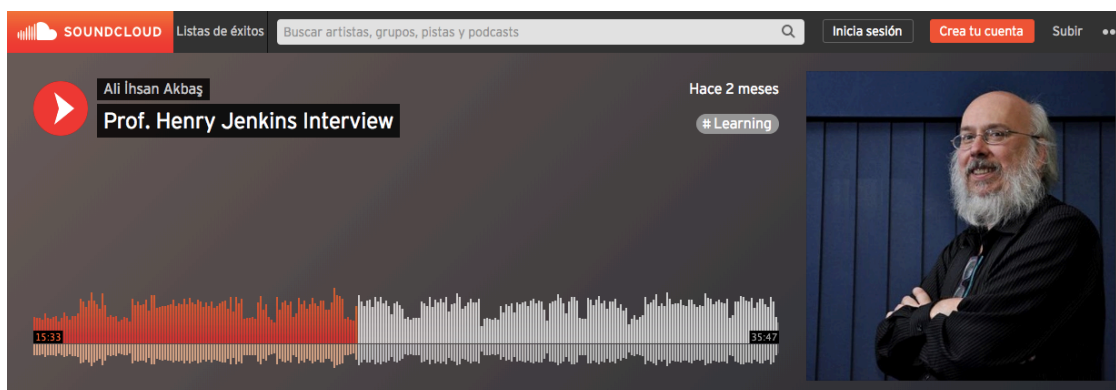 SOUNDCLOUD Listas de éxitos Buscar artistas, grupos, pistas y podcasts Inicia sesión Crea tu cuenta Subir
Ali İhsan Akbaş Hace 2 meses
Prof. Henry Jenkins Interview # Learning
15:33 35:47